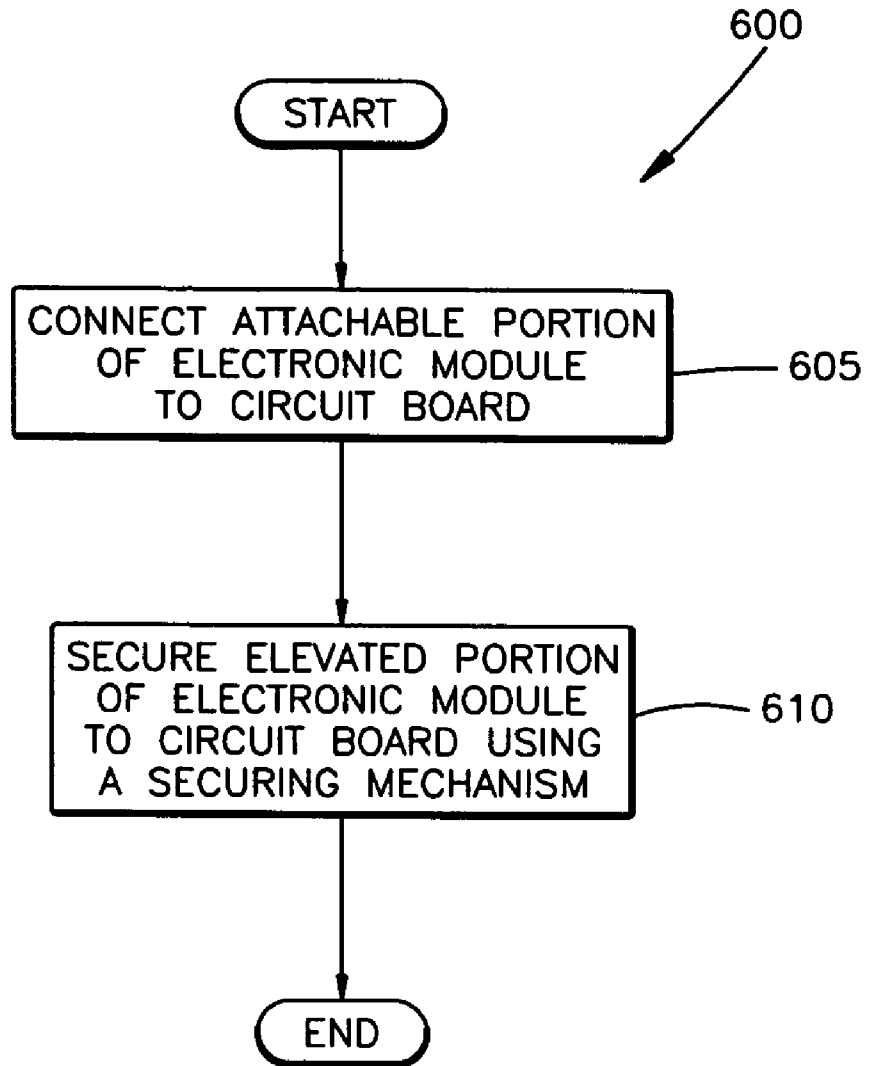 600
START
CONNECT ATTACHABLE PORTION
OF ELECTRONIC MODULE
TO CIRCUIT BOARD
605
SECURE ELEVATED PORTION
OF ELECTRONIC MODULE
TO CIRCUIT BOARD USING
A SECURING MECHANISM
610
END